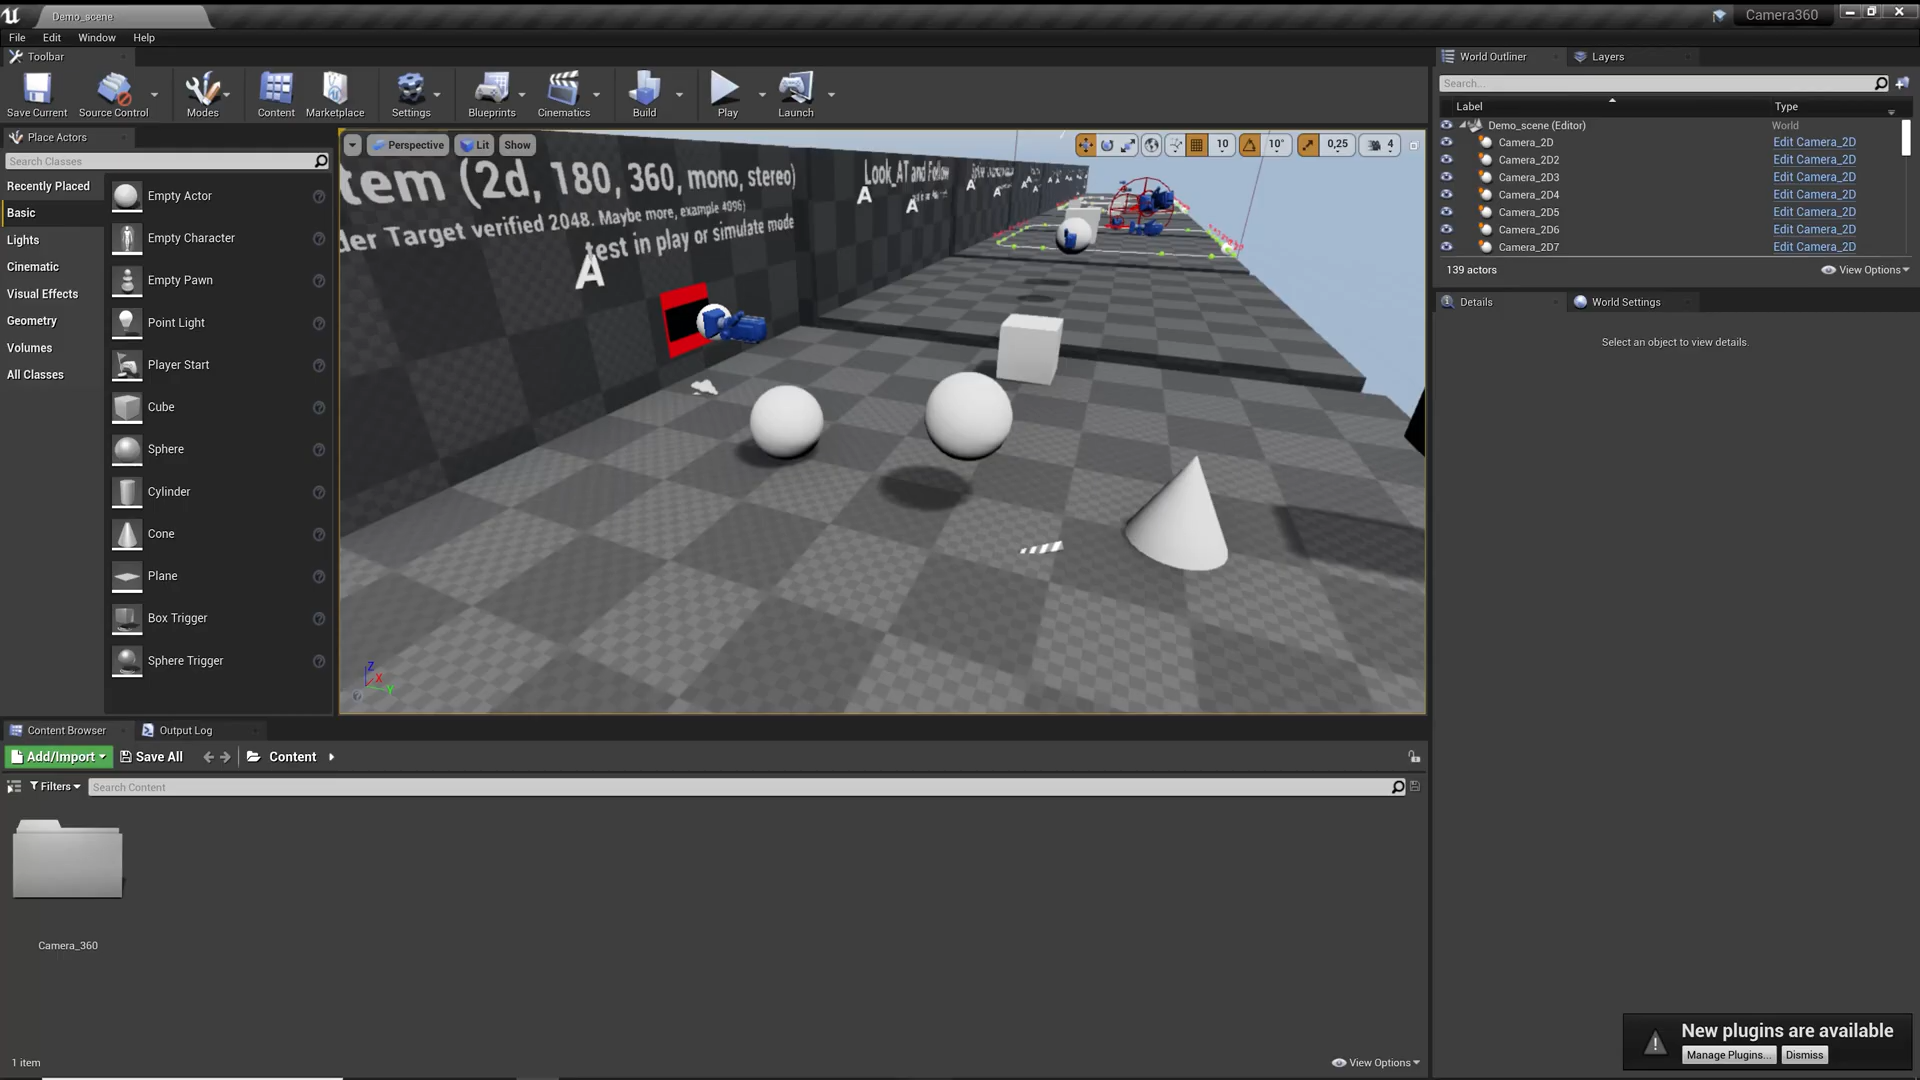 Demo_scene
Camera360
File Edit Window Help
Toolbar
Save Current
Source Control
Modes
Content
Marketplace
Settings
Blueprints
Cinematics
Build
Play
Launch
Place Actors
Search Classes
Recently Placed
Basic
Lights
Cinematic
Visual Effects
Geometry
Volumes
All Classes
Empty Actor
Empty Character
Empty Pawn
Point Light
Player Start
Cube
Sphere
Cylinder
Cone
Plane
Box Trigger
Sphere Trigger
Perspective
Lit
Show
10
10°
0,25
4
tem (2d, 180, 360, mono, stereo)
der Target verified 2048. Maybe more, example 4096)
test in play or simulate mode
A
Look_AT and Follow
A
A
A
A
Z
X
Y
World Outliner
Layers
Search...
Label
Type
Demo_scene (Editor) World
Camera_2D Edit Camera_2D
Camera_2D2 Edit Camera_2D
Camera_2D3 Edit Camera_2D
Camera_2D4 Edit Camera_2D
Camera_2D5 Edit Camera_2D
Camera_2D6 Edit Camera_2D
Camera_2D7 Edit Camera_2D
139 actors
View Options
Details
World Settings
Select an object to view details.
Content Browser
Output Log
Add/Import
Save All
Content
Filters
Search Content
Camera_360
1 item
View Options
New plugins are available
Manage Plugins...
Dismiss